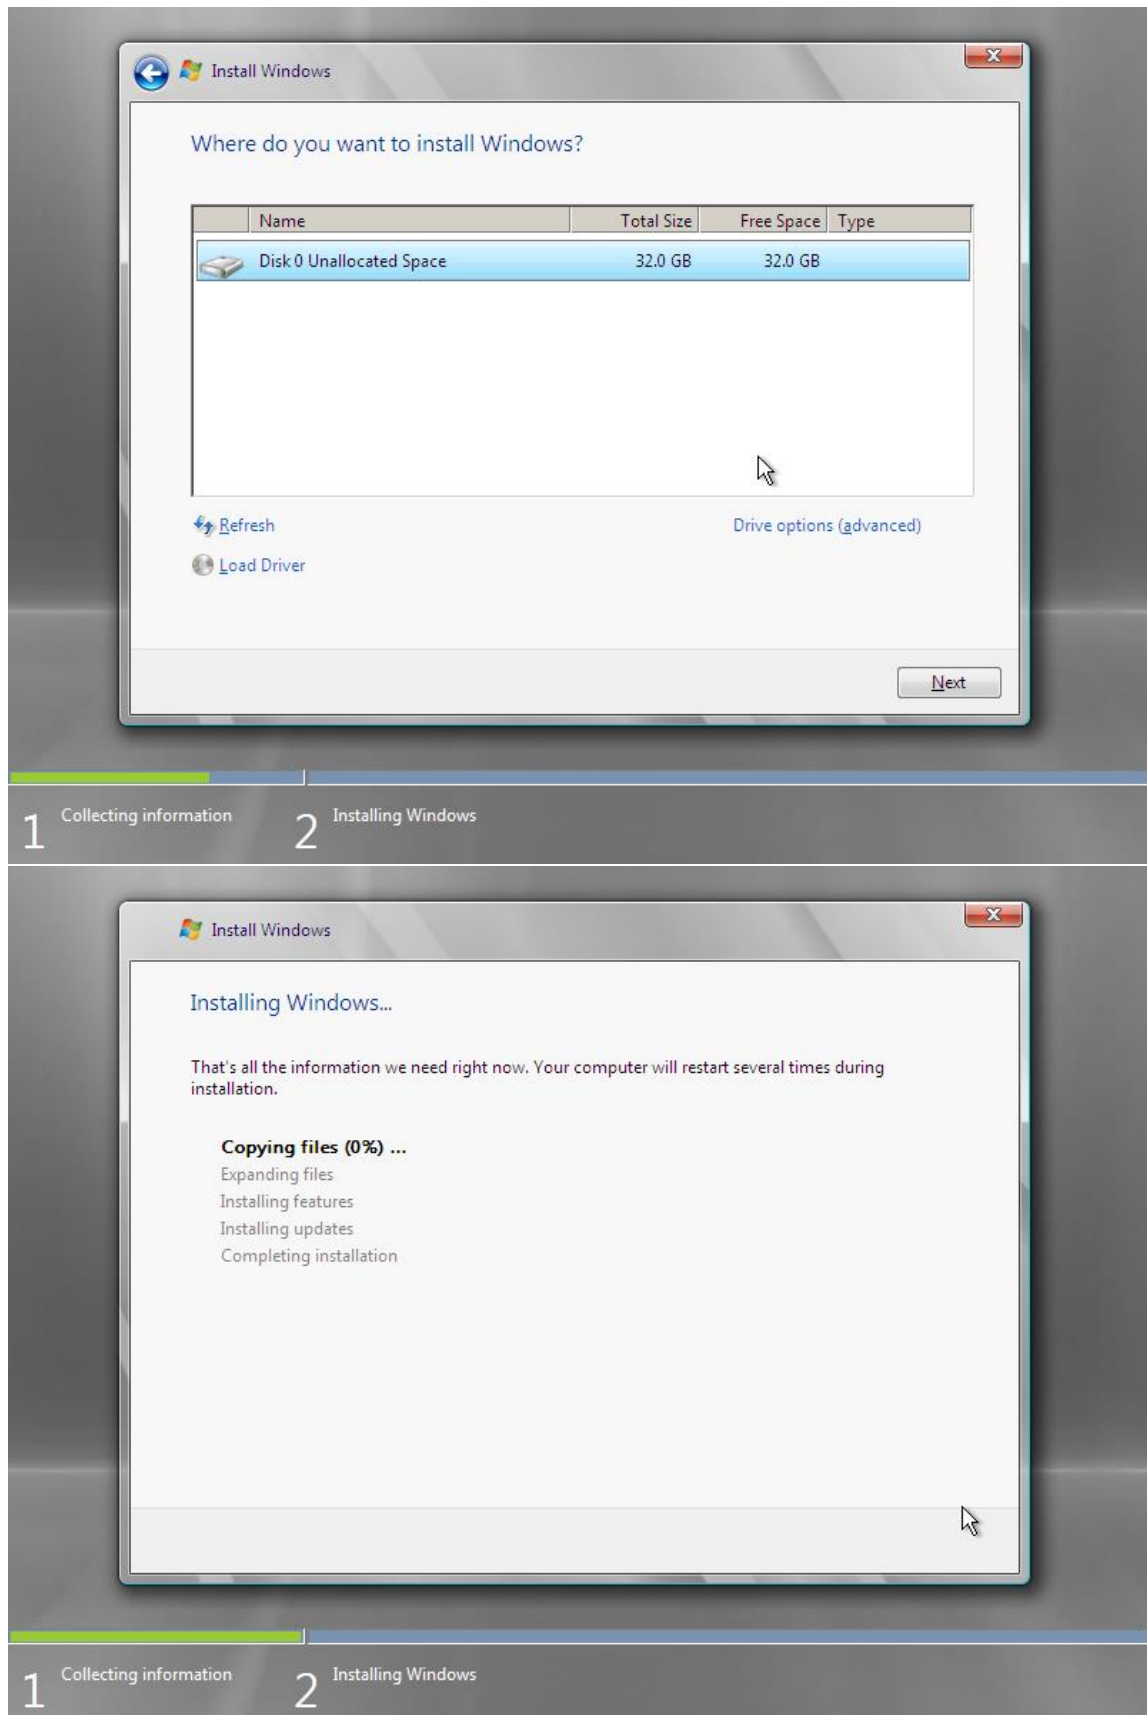 Install Windows
Where do you want to install Windows?
Name Total Size Free Space Type
Disk 0 Unallocated Space 32.0 GB 32.0 GB
Refresh Drive options (advanced)
Load Driver
Next
1 Collecting information 2 Installing Windows
Install Windows
Installing Windows...
That's all the information we need right now. Your computer will restart several times during
installation.
Copying files (0%) ...
Expanding files
Installing features
Installing updates
Completing installation
1 Collecting information 2 Installing Windows